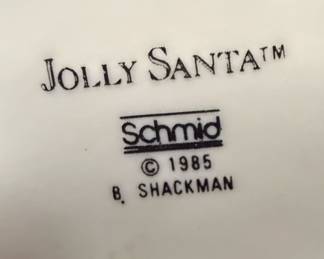 JOLLY SANTA™
Schmid
© 1985
B. SHACKMAN